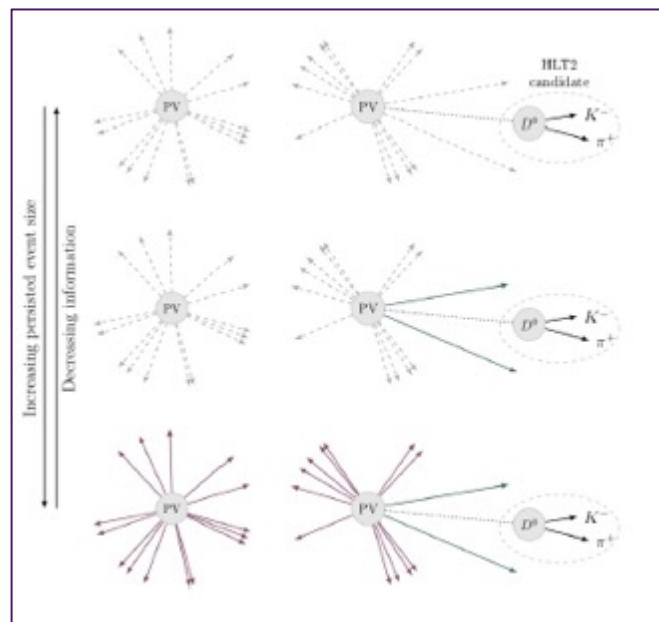 HLT2
candidate
PV
PV
D⁰
K⁻
π⁺
Increasing persisted event size
Decreasing information
PV
PV
D⁰
K⁻
π⁺
PV
PV
D⁰
K⁻
π⁺